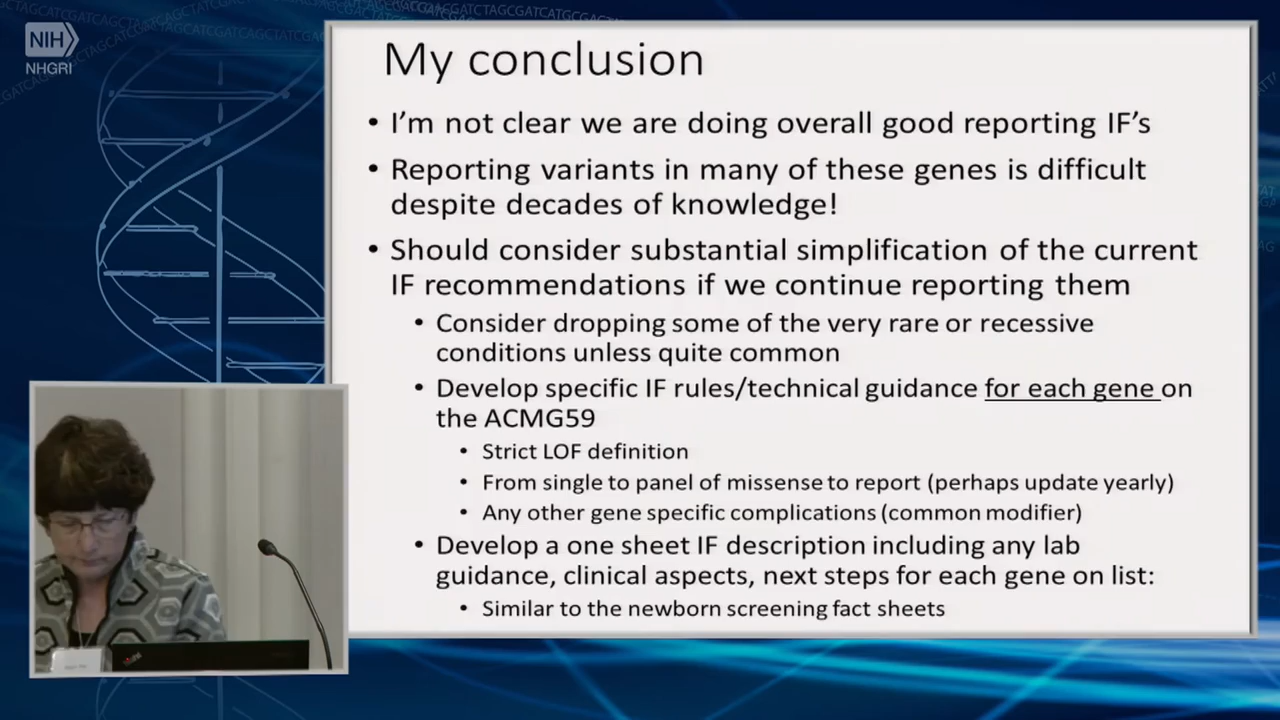 NIH
NHGRI
My conclusion
• I'm not clear we are doing overall good reporting IF's
• Reporting variants in many of these genes is difficult
despite decades of knowledge!
• Should consider substantial simplification of the current
IF recommendations if we continue reporting them
• Consider dropping some of the very rare or recessive
conditions unless quite common
• Develop specific IF rules/technical guidance for each gene on
the ACMG59
• Strict LOF definition
• From single to panel of missense to report (perhaps update yearly)
• Any other gene specific complications (common modifier)
• Develop a one sheet IF description including any lab
guidance, clinical aspects, next steps for each gene on list:
• Similar to the newborn screening fact sheets